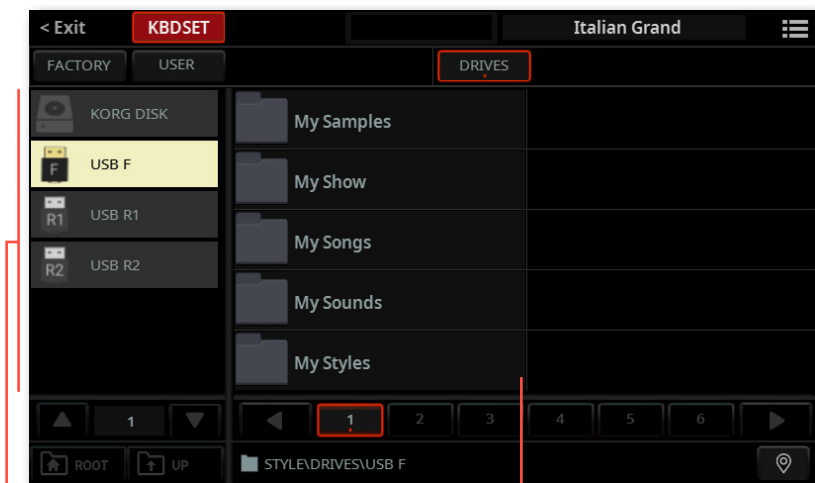 < Exit KBDSET Italian Grand
FACTORY USER DRIVES
KORG DISK
F USB F
R1 USB R1
R2 USB R2
My Samples
My Show
My Songs
My Sounds
My Styles
1 1 2 3 4 5 6
ROOT UP STYLE\DRIVES\USB F